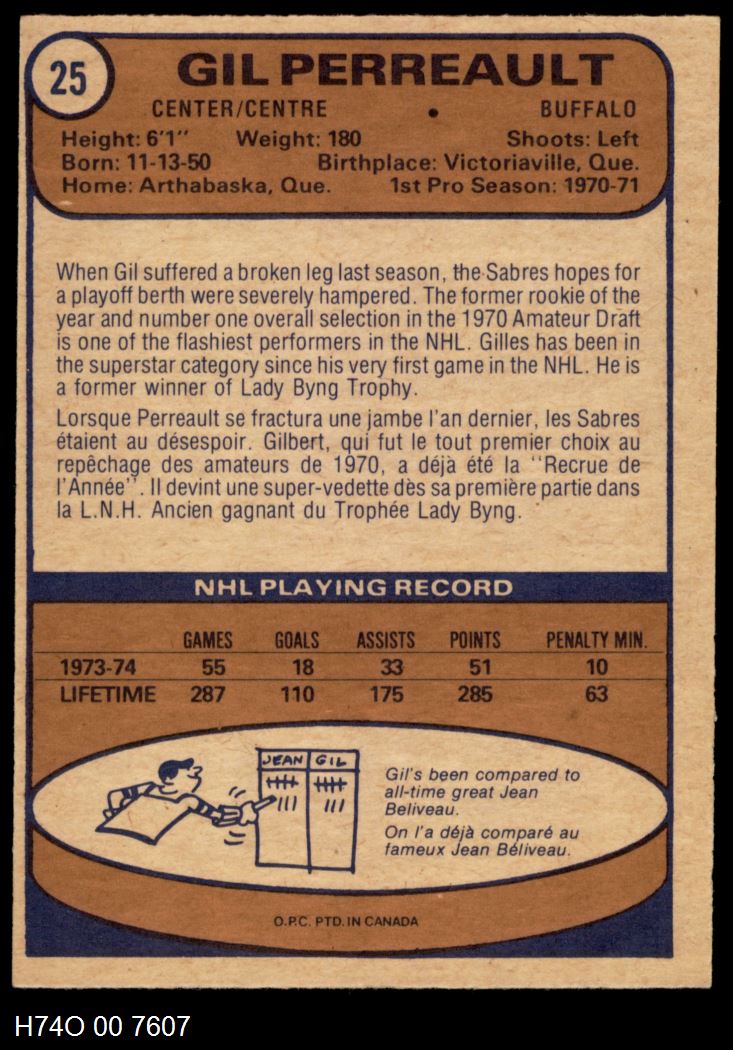 25
GIL PERREAULT
CENTER/CENTRE • BUFFALO
Height: 6'1" Weight: 180 Shoots: Left
Born: 11-13-50 Birthplace: Victoriaville, Que.
Home: Arthabaska, Que. 1st Pro Season: 1970-71
When Gil suffered a broken leg last season, the Sabres hopes for
a playoff berth were severely hampered. The former rookie of the
year and number one overall selection in the 1970 Amateur Draft
is one of the flashiest performers in the NHL. Gilles has been in
the superstar category since his very first game in the NHL. He is
a former winner of Lady Byng Trophy.
Lorsque Perreault se fractura une jambe l'an dernier, les Sabres
étaient au désespoir. Gilbert, qui fut le tout premier choix au
repêchage des amateurs de 1970, a déjà été la ''Recrue de
l'Année''. Il devint une super-vedette dès sa première partie dans
la L.N.H. Ancien gagnant du Trophée Lady Byng.
NHL PLAYING RECORD
GAMES GOALS ASSISTS POINTS PENALTY MIN.
1973-74 55 18 33 51 10
LIFETIME 287 110 175 285 63
JEAN GIL
Gil's been compared to
all-time great Jean
Beliveau.
On l'a déjà comparé au
fameux Jean Béliveau.
O.P.C. PTD. IN CANADA
H74O 00 7607